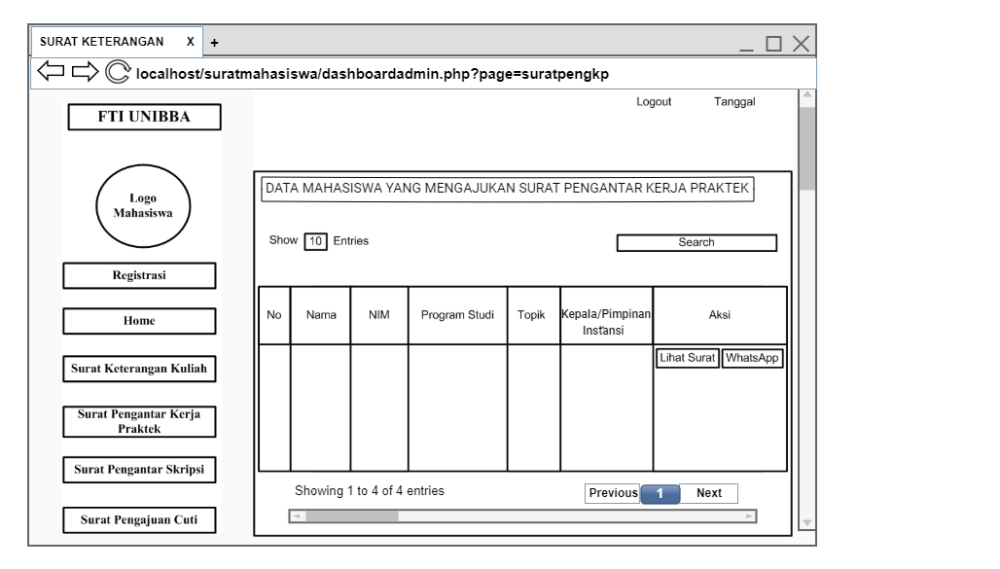 SURAT KETERANGAN X +
localhost/suratmahasiswa/dashboardadmin.php?page=suratpengkp
Logout Tanggal
FTI UNIBBA
Logo
Mahasiswa
Registrasi
Home
Surat Keterangan Kuliah
Surat Pengantar Kerja
Praktek
Surat Pengantar Skripsi
Surat Pengajuan Cuti
DATA MAHASISWA YANG MENGAJUKAN SURAT PENGANTAR KERJA PRAKTEK
Show 10 Entries
Search
No Nama NIM Program Studi Topik Kepala/Pimpinan Aksi
Instansi
Lihat Surat WhatsApp
Showing 1 to 4 of 4 entries
Previous 1 Next